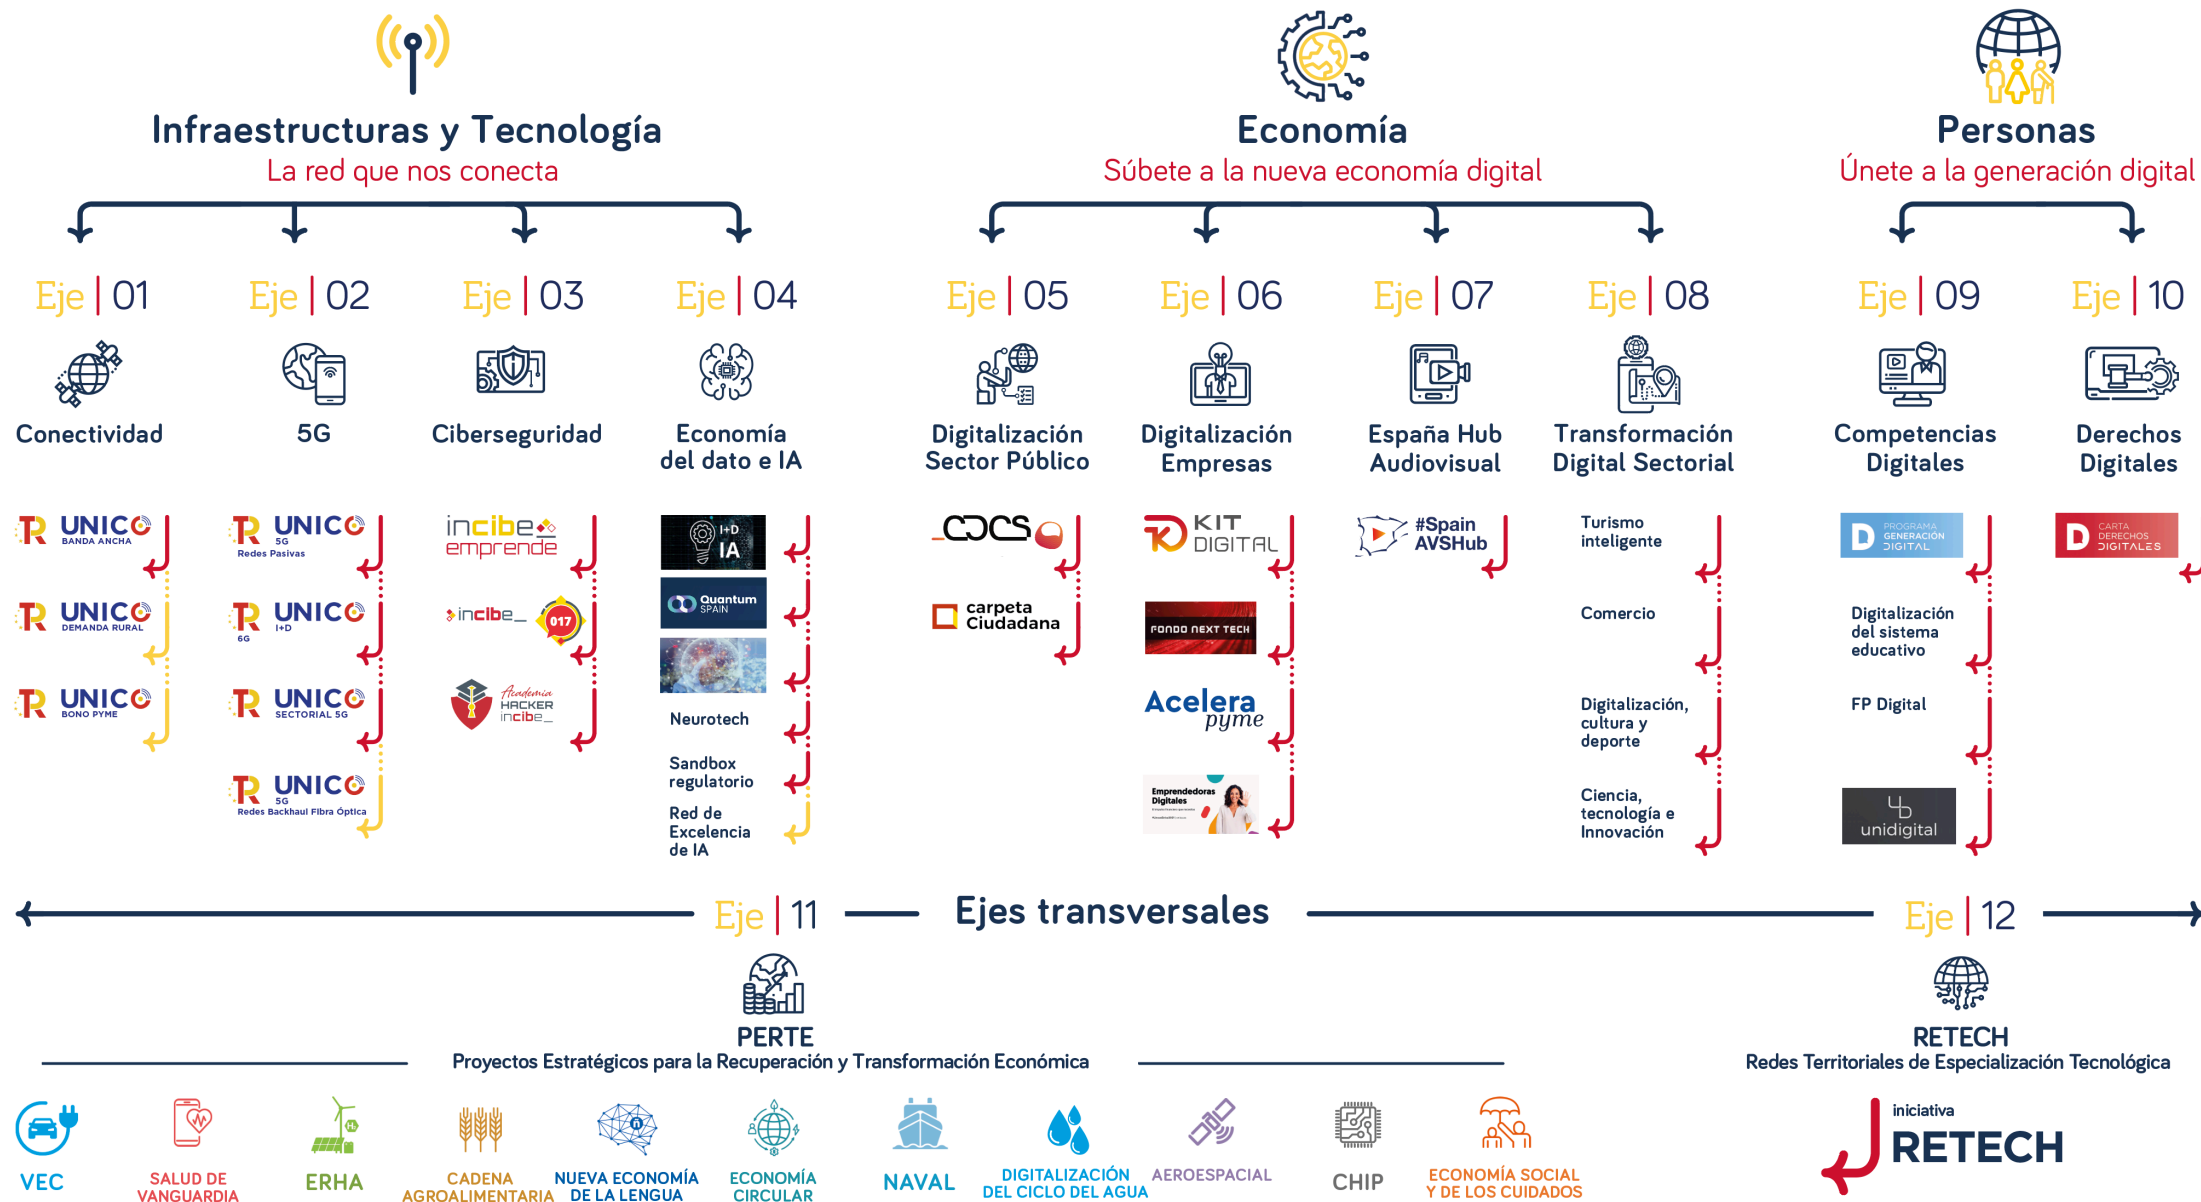 Infraestructuras y Tecnología
La red que nos conecta
Economía
Súbete a la nueva economía digital
Personas
Únete a la generación digital
Eje | 01
Conectividad
UNICO
BANDA ANCHA
UNICO
DEMANDA RURAL
UNICO
BONO PYME
Eje | 02
5G
UNICO
5G
Redes Pasivas
UNICO
I+D
6G
UNICO
SECTORIAL 5G
UNICO
5G
Redes Backhaul Fibra Óptica
Eje | 03
Ciberseguridad
incibe
emprende
incibe_
017
Academia
HACKER
incibe_
Eje | 04
Economía
del dato e IA
I+D
IA
Quantum
SPAIN
Neurotech
Sandbox
regulatorio
Red de
Excelencia
de IA
Eje | 05
Digitalización
Sector Público
_COCS
carpeta
Ciudadana
Eje | 06
Digitalización
Empresas
KIT
DIGITAL
FONDO NEXT TECH
Acelera
pyme
Emprendedoras
Digitales
Eje | 07
España Hub
Audiovisual
#Spain
AVSHub
Eje | 08
Transformación
Digital Sectorial
Turismo
inteligente
Comercio
Digitalización,
cultura y
deporte
Ciencia,
tecnología e
Innovación
Eje | 09
Competencias
Digitales
D
PROGRAMA
GENERACIÓN
DIGITAL
Digitalización
del sistema
educativo
FP Digital
unidigital
Eje | 10
Derechos
Digitales
D
CARTA
DERECHOS
DIGITALES
Ejes transversales
Eje | 11
PERTE
Proyectos Estratégicos para la Recuperación y Transformación Económica
VEC
SALUD DE
VANGUARDIA
H2
ERHA
CADENA
AGROALIMENTARIA
ñ
NUEVA ECONOMÍA
DE LA LENGUA
ECONOMÍA
CIRCULAR
NAVAL
DIGITALIZACIÓN
DEL CICLO DEL AGUA
AEROESPACIAL
CHIP
ECONOMÍA SOCIAL
Y DE LOS CUIDADOS
Eje | 12
RETECH
Redes Territoriales de Especialización Tecnológica
iniciativa
RETECH